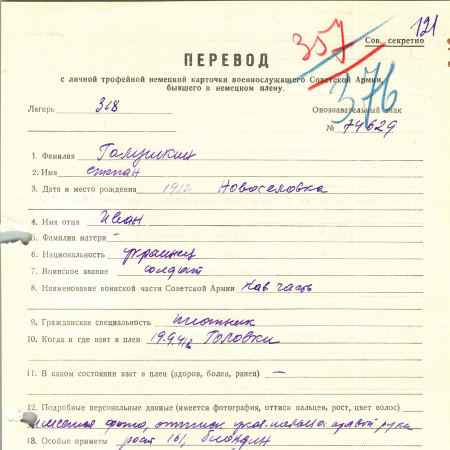 121
357
Сов. секретно
ПЕРЕВОД
376
с личной трофейной немецкой карточки военнослужащего Советской Армии,
бывшего в немецком плену.
Лагерь 318
Опознавательный знак
№ 74629
1. Фамилия Галушкин
2. Имя степан
3. Дата и место рождения 1912 Новоселовка
4. Имя отца Иван
5. Фамилия матери –
6. Национальность украинец
7. Воинское звание солдат
8. Наименование воинской части Советской Армии Кав часть
9. Гражданская специальность плотник
10. Когда и где взят в плен 19.9.41г Головки
11. В каком состоянии взят в плен (здоров, болен, ранен) –
12. Подробные персональные данные (имеется фотография, оттиск пальцев, рост, цвет волос)
имеется фото, оттиск указ. пальца правой руки
13. Особые приметы рост 161, блондин